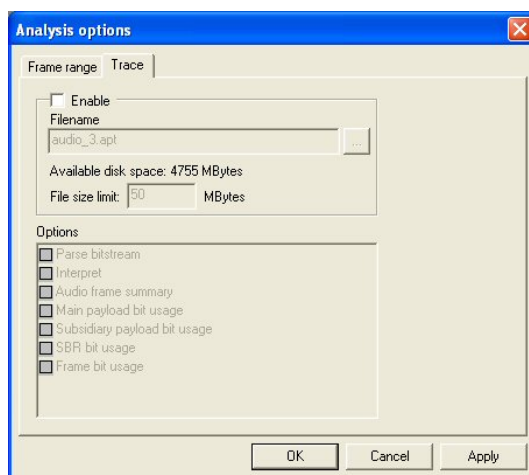 Analysis options
Frame range Trace
Enable
Filename
audio_3.apt
...
Available disk space: 4755 MBytes
File size limit: 50 MBytes
Options
Parse bitstream
Interpret
Audio frame summary
Main payload bit usage
Subsidiary payload bit usage
SBR bit usage
Frame bit usage
OK Cancel Apply